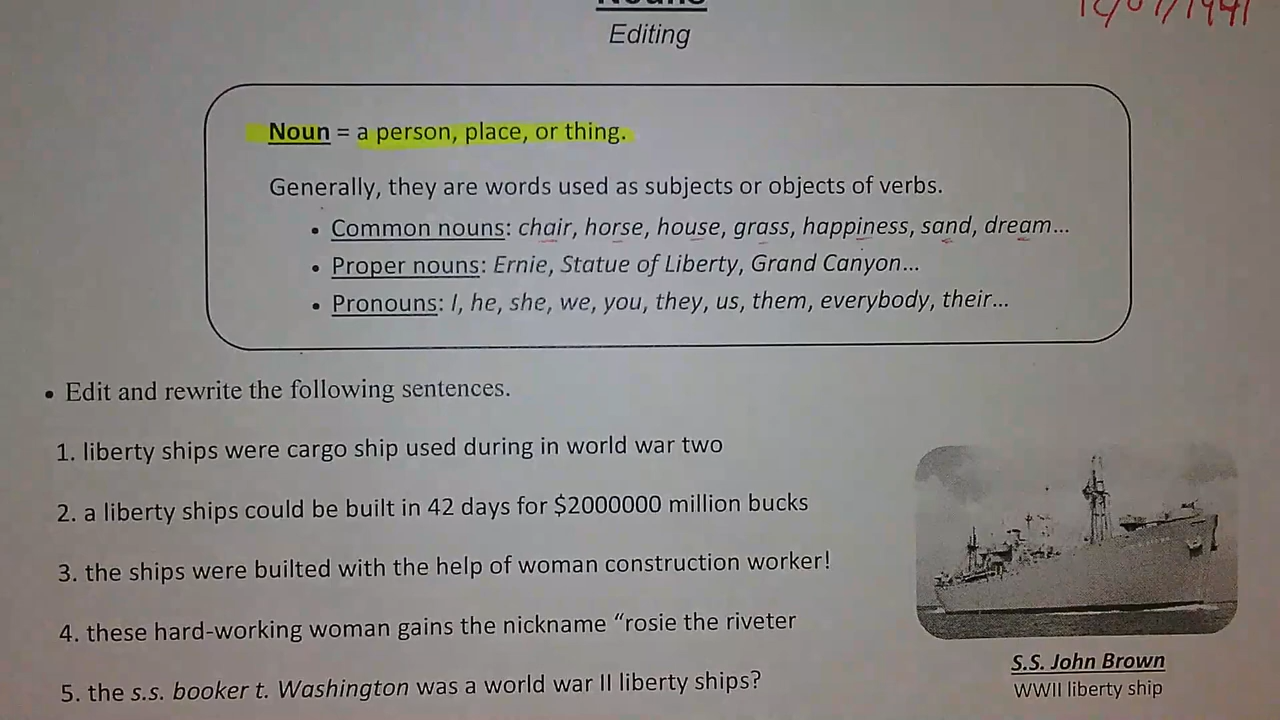 Nouns
Editing
12/07/1941
Noun = a person, place, or thing.
Generally, they are words used as subjects or objects of verbs.
• Common nouns: chair, horse, house, grass, happiness, sand, dream...
• Proper nouns: Ernie, Statue of Liberty, Grand Canyon...
• Pronouns: I, he, she, we, you, they, us, them, everybody, their...
• Edit and rewrite the following sentences.
1. liberty ships were cargo ship used during in world war two
2. a liberty ships could be built in 42 days for $2000000 million bucks
3. the ships were builted with the help of woman construction worker!
4. these hard-working woman gains the nickname “rosie the riveter
5. the s.s. booker t. Washington was a world war II liberty ships?
S.S. John Brown
WWII liberty ship